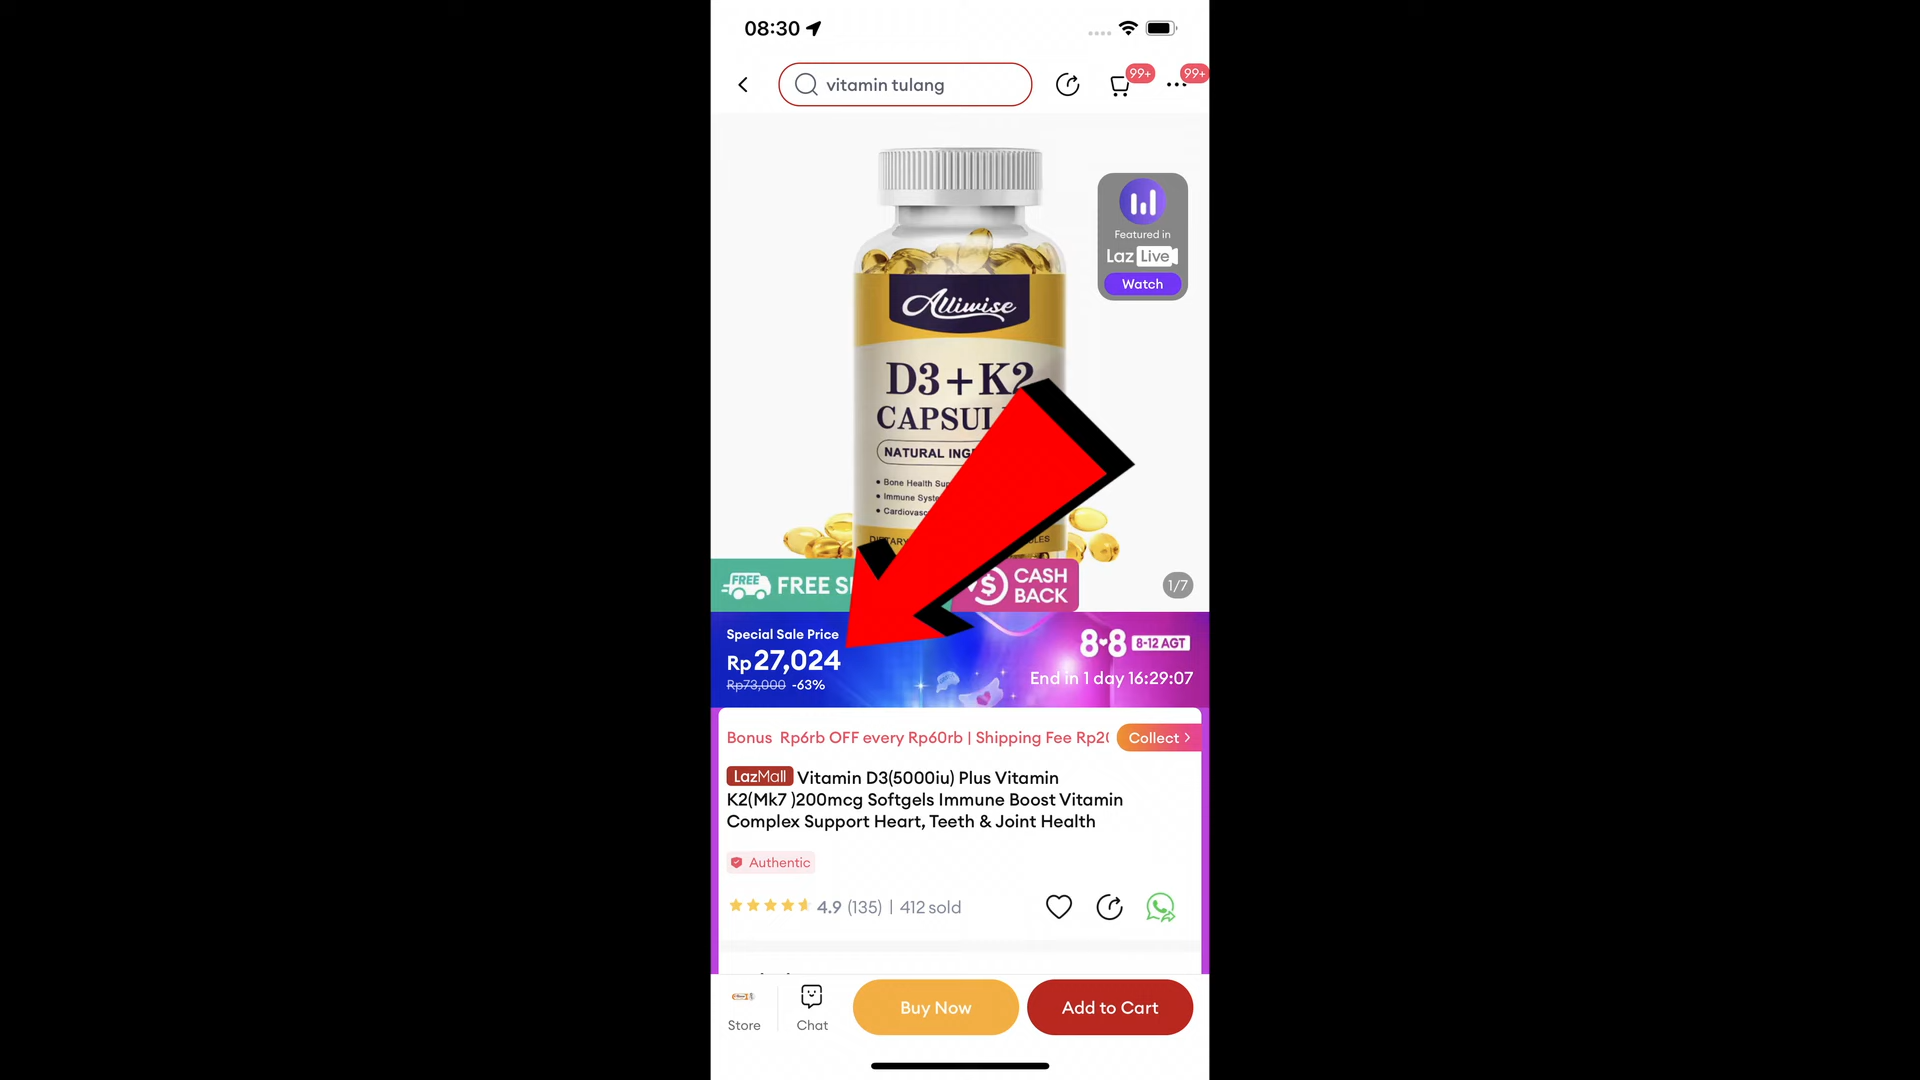 08:30
vitamin tulang
99+
99+
Featured in
Laz Live
Watch
Alliwise
D3+K2
CAPSUL
NATURAL ING
• Bone Health Sup
• Immune Syste
• Cardiovasc
FREE
FREE S
CASH
BACK
1/7
Special Sale Price
Rp27,024
Rp73,000 -63%
8.8 8-12 AGT
End in 1 day 16:29:07
Bonus Rp6rb OFF every Rp60rb | Shipping Fee Rp20
Collect >
LazMall Vitamin D3(5000iu) Plus Vitamin
K2(Mk7 )200mcg Softgels Immune Boost Vitamin
Complex Support Heart, Teeth & Joint Health
Authentic
4.9 (135) | 412 sold
Store
Chat
Buy Now
Add to Cart